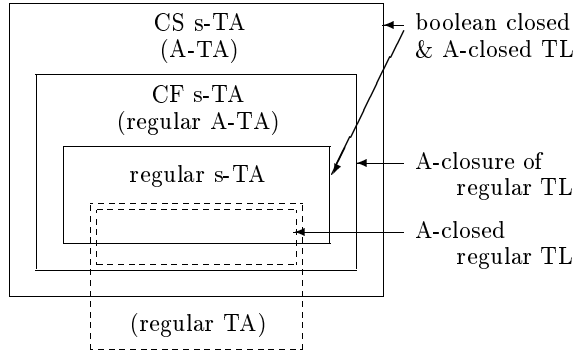 CS s-TA
(A-TA)
CF s-TA
(regular A-TA)
regular s-TA
(regular TA)
boolean closed
& A-closed TL
A-closure of
regular TL
A-closed
regular TL